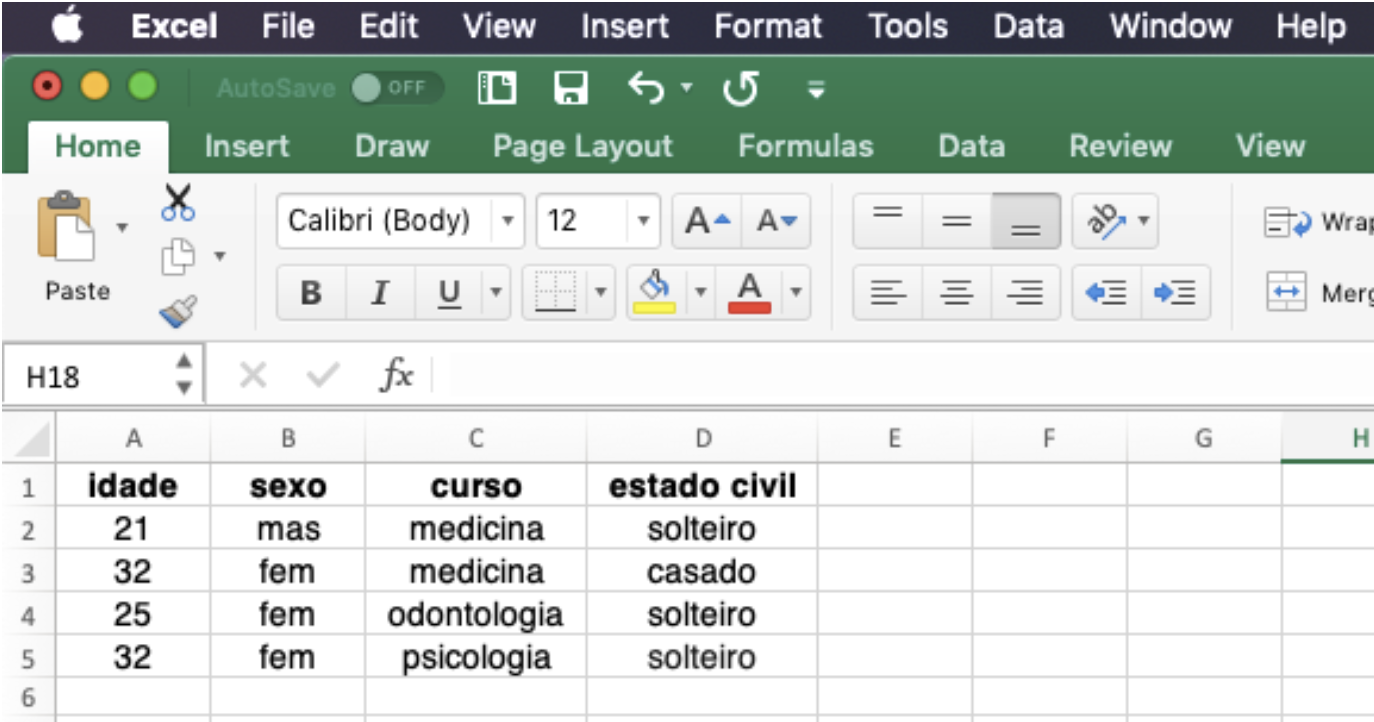 Excel File Edit View Insert Format Tools Data Window Help
AutoSave OFF
Home Insert Draw Page Layout Formulas Data Review View
Calibri (Body) 12 A A ab Wrap
Paste B I U A Merg
H18 fx
A B C D E F G H
1 idade sexo curso estado civil
2 21 mas medicina solteiro
3 32 fem medicina casado
4 25 fem odontologia solteiro
5 32 fem psicologia solteiro
6